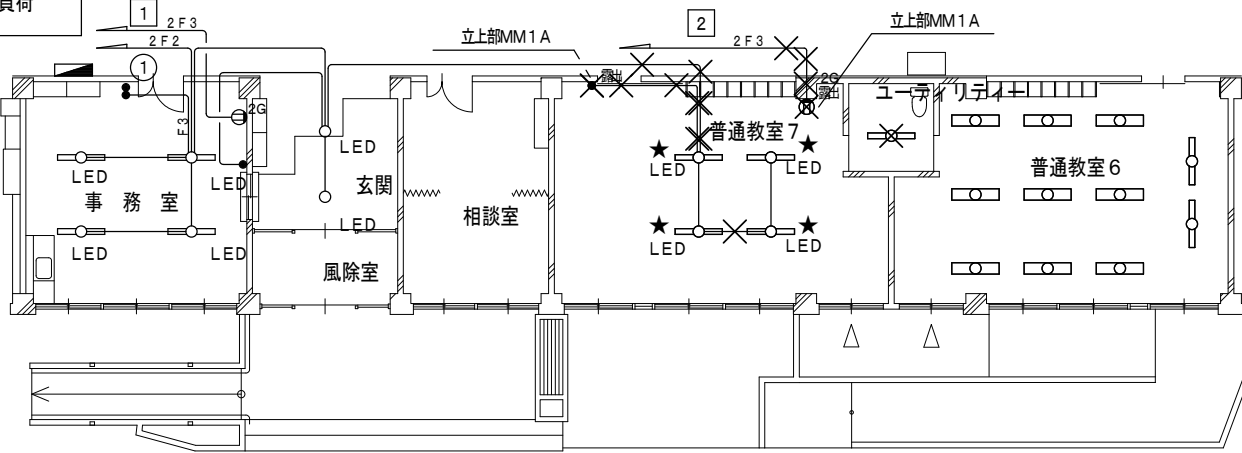 負荷
1
2F3
2F2
1
立上部MM1A
2
2F3
立上部MM1A
露出
2G
露出
ユーティリティー
2G
F3
普通教室7
LED
玄関
LED
LED
事務室
LED
LED
LED
普通教室6
相談室
LED
LED
LED
LED
LED
風除室